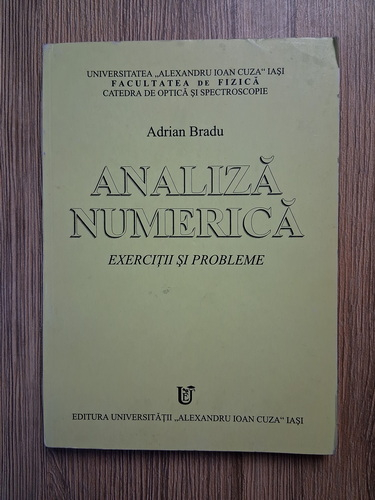 UNIVERSITATEA „ALEXANDRU IOAN CUZA“ IAŞI
FACULTATEA DE FIZICĂ
CATEDRA DE OPTICĂ ŞI SPECTROSCOPIE
Adrian Bradu
ANALIZĂ
NUMERICĂ
EXERCIŢII ŞI PROBLEME
EDITURA UNIVERSITĂŢII „ALEXANDRU IOAN CUZA“ IAŞI